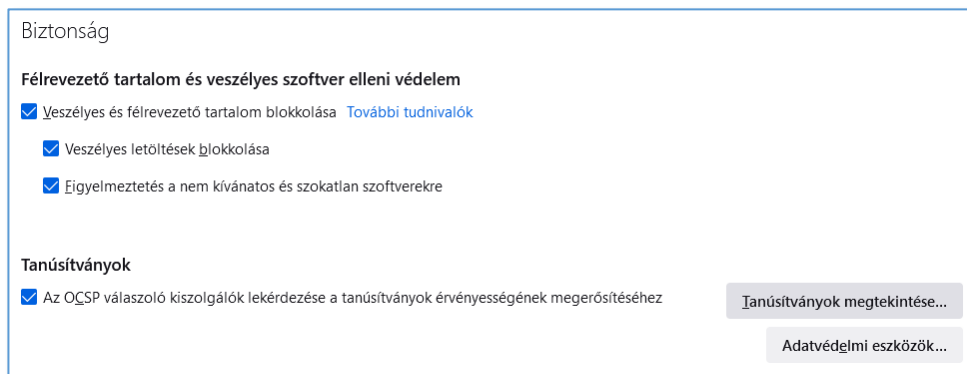 Biztonság
Félrevezető tartalom és veszélyes szoftver elleni védelem
Veszélyes és félrevezető tartalom blokkolása További tudnivalók
Veszélyes letöltések blokkolása
Figyelmeztetés a nem kívánatos és szokatlan szoftverekre
Tanúsítványok
Az OCSP válaszoló kiszolgálók lekérdezése a tanúsítványok érvényességének megerősítéséhez Tanúsítványok megtekintése...
Adatvédelmi eszközök...